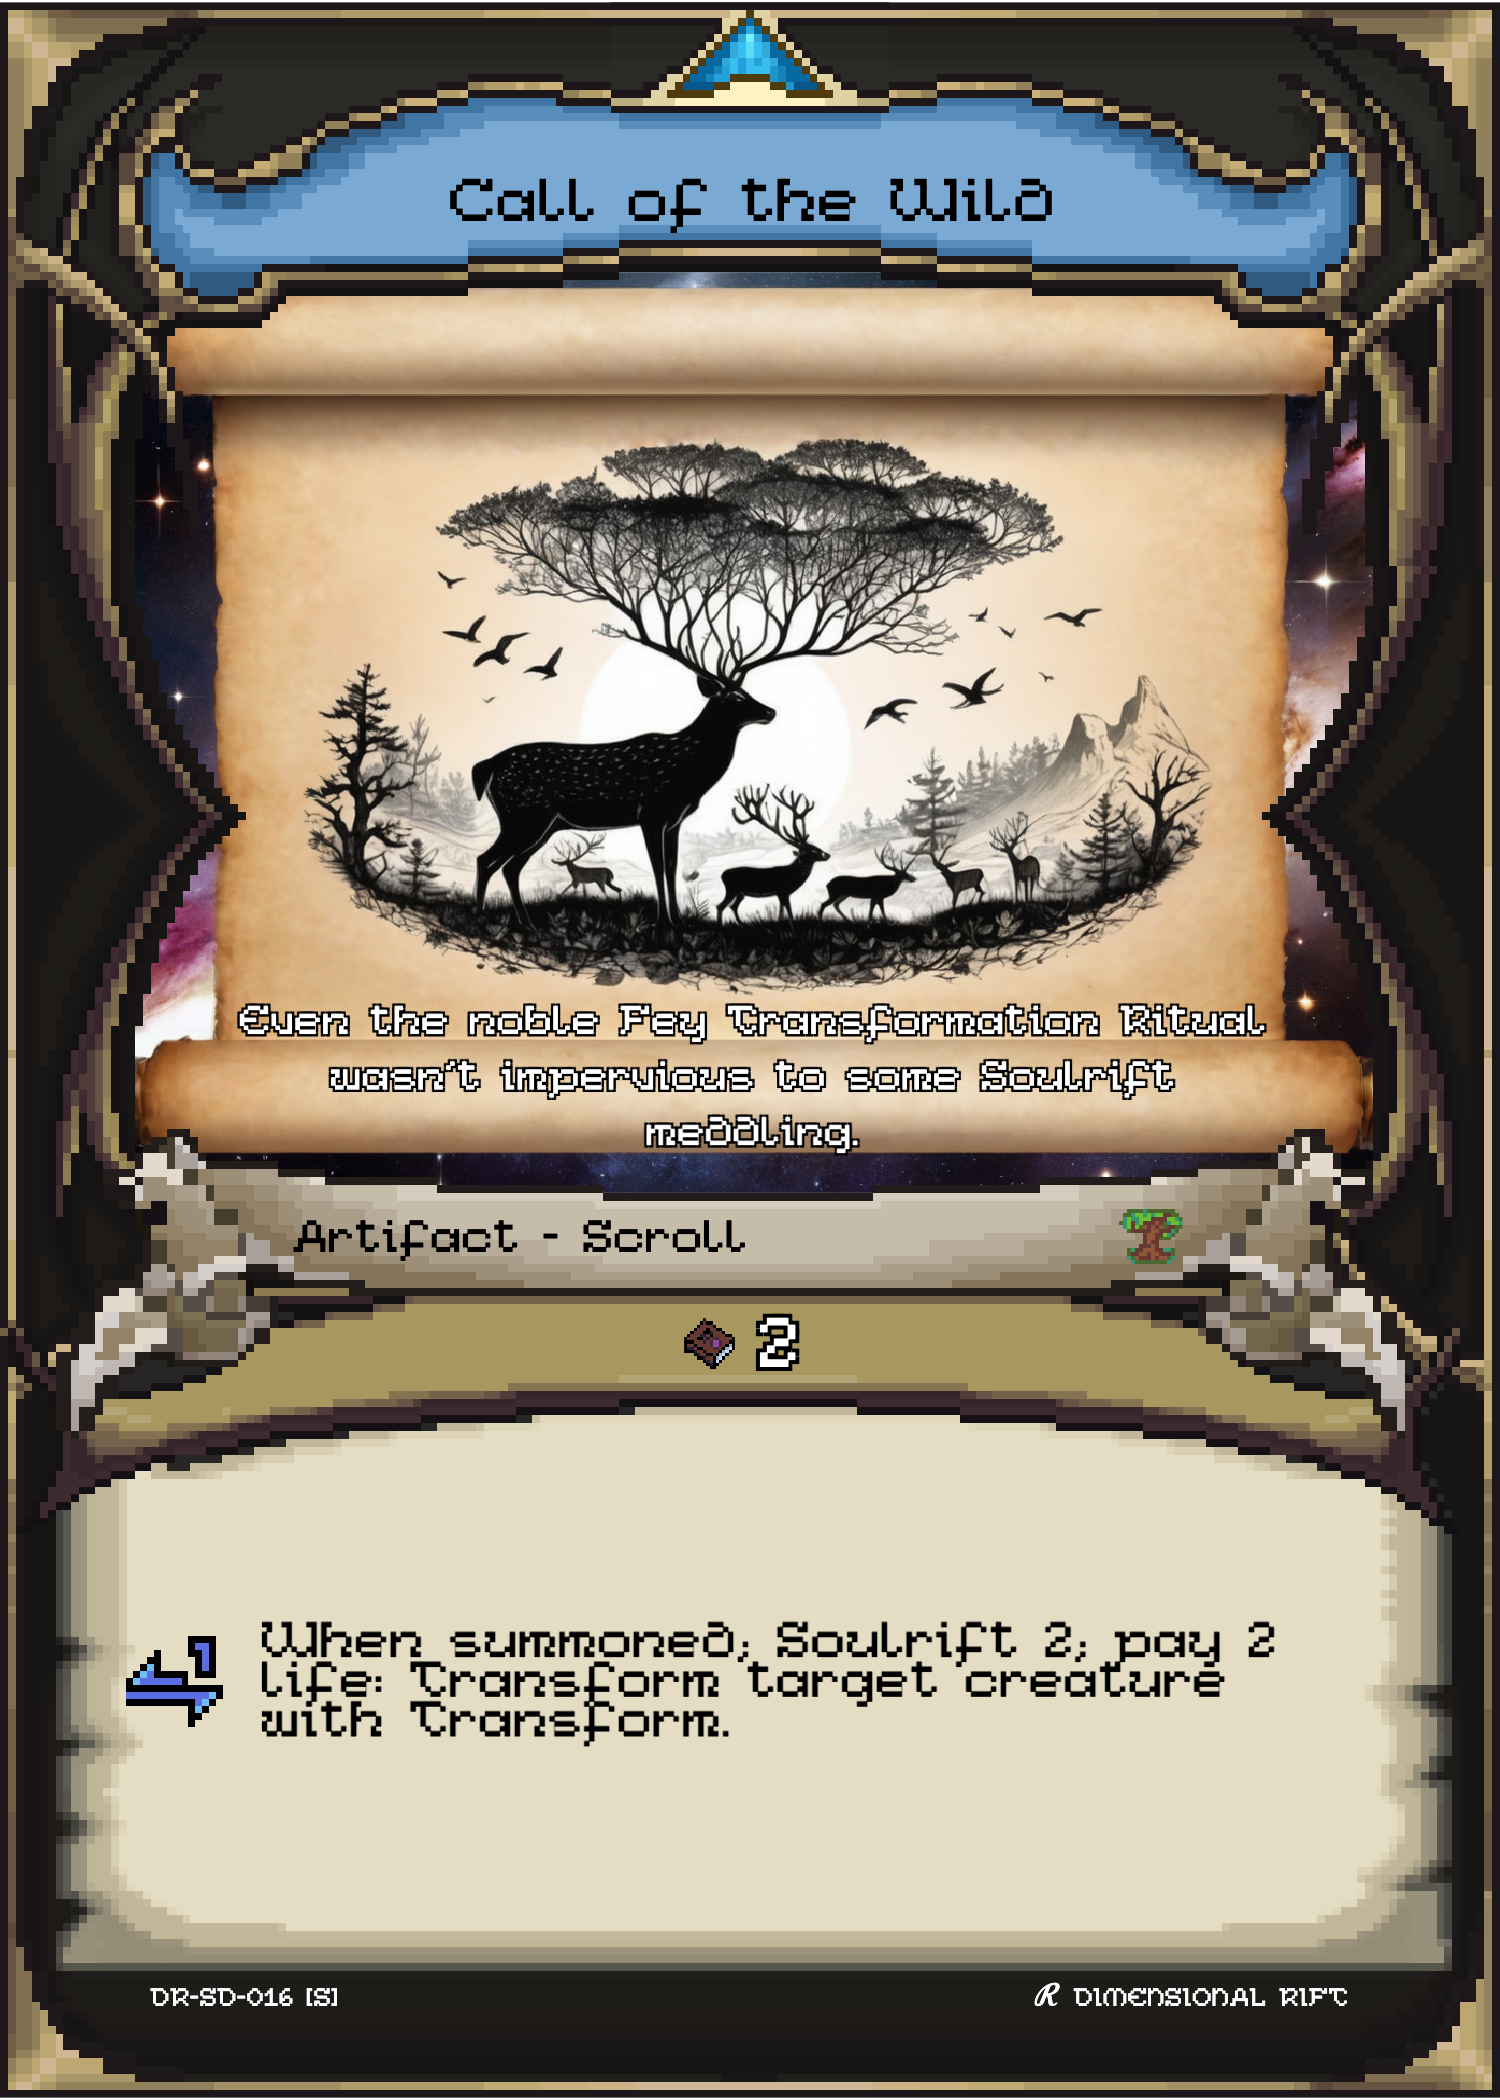 Call of the Wild
Even the noble Fey Transformation Ritual
wasn't impervious to some Soulrift
meddling.
Artifact - Scroll
2
When summoned; Soulrift 2; pay 2
life: Transform target creature
with Transform.
DR-SD-016 [S]
R DIMENSIONAL RIFT